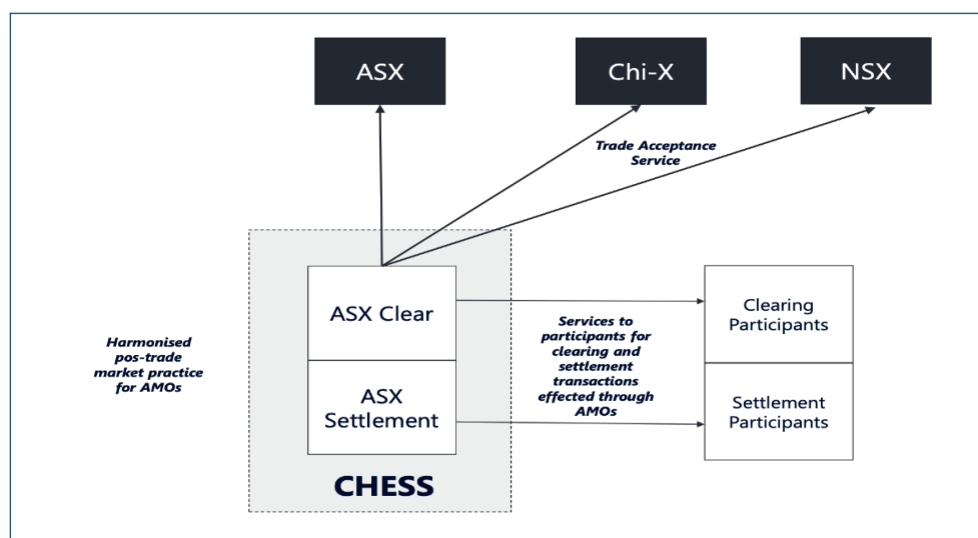 ASX
Chi-X
NSX
Trade Acceptance
Service
ASX Clear
ASX
Settlement
CHESS
Harmonised
pos-trade
market practice
for AMOs
Services to
participants for
clearing and
settlement
transactions
effected through
AMOs
Clearing
Participants
Settlement
Participants